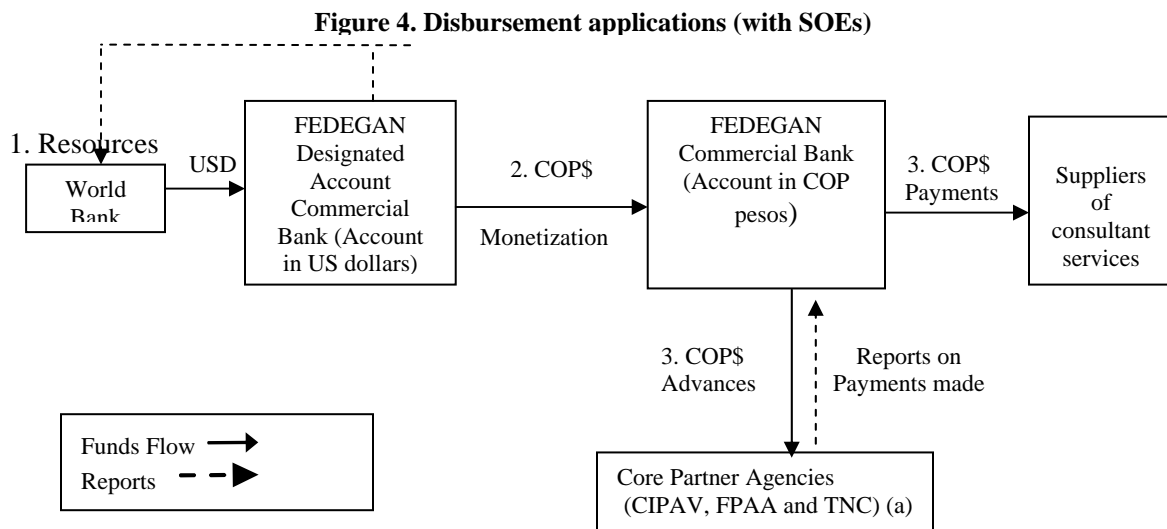 Figure 4. Disbursement applications (with SOEs)
1. Resources
World
Bank
USD
FEDEGAN
Designated
Account
Commercial
Bank (Account
in US dollars)
2. COP$
Monetization
FEDEGAN
Commercial Bank
(Account in COP
pesos)
3. COP$
Payments
Suppliers
of
consultant
services
3. COP$
Advances
Reports on
Payments made
Funds Flow
Reports
Core Partner Agencies
(CIPAV, FPAA and TNC) (a)